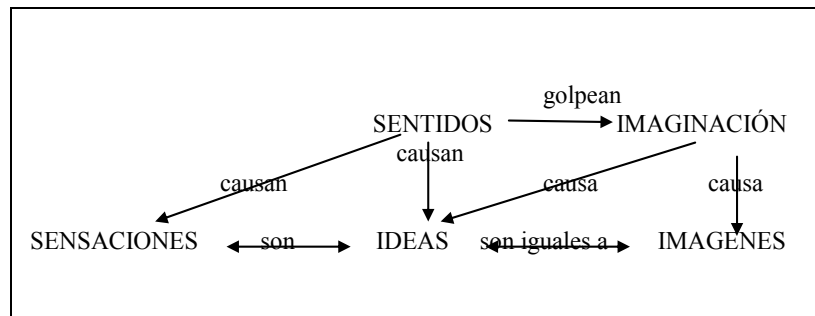 golpean
SENTIDOS IMAGINACIÓN
causan
causan causa causa
SENSACIONES son IDEAS son iguales a IMAGENES